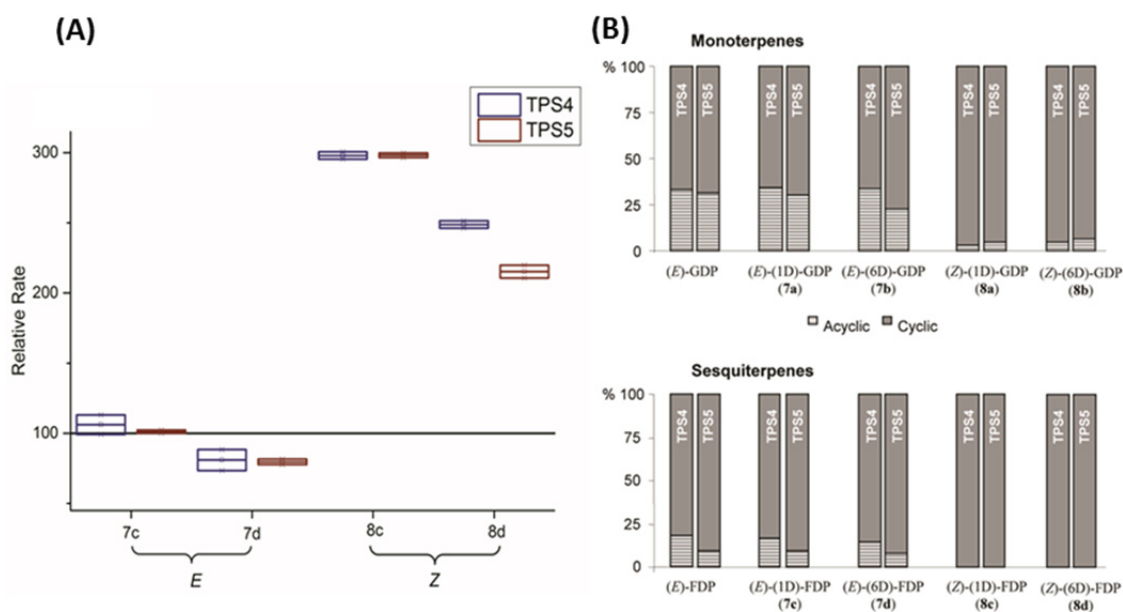 (A)
TPS4
TPS5
Relative Rate
300
200
100
7c
7d
8c
8d
E
Z
(B)
Monoterpenes
% 100
75
50
25
0
TPS4
TPS5
TPS4
TPS5
TPS4
TPS5
TPS4
TPS5
TPS4
TPS5
(E)-GDP
(E)-(1D)-GDP
(7a)
(E)-(6D)-GDP
(7b)
(Z)-(1D)-GDP
(8a)
(Z)-(6D)-GDP
(8b)
Acyclic
Cyclic
Sesquiterpenes
% 100
75
50
25
0
TPS4
TPS5
TPS4
TPS5
TPS4
TPS5
TPS4
TPS5
TPS4
TPS5
(E)-FDP
(E)-(1D)-FDP
(7c)
(E)-(6D)-FDP
(7d)
(Z)-(1D)-FDP
(8c)
(Z)-(6D)-FDP
(8d)